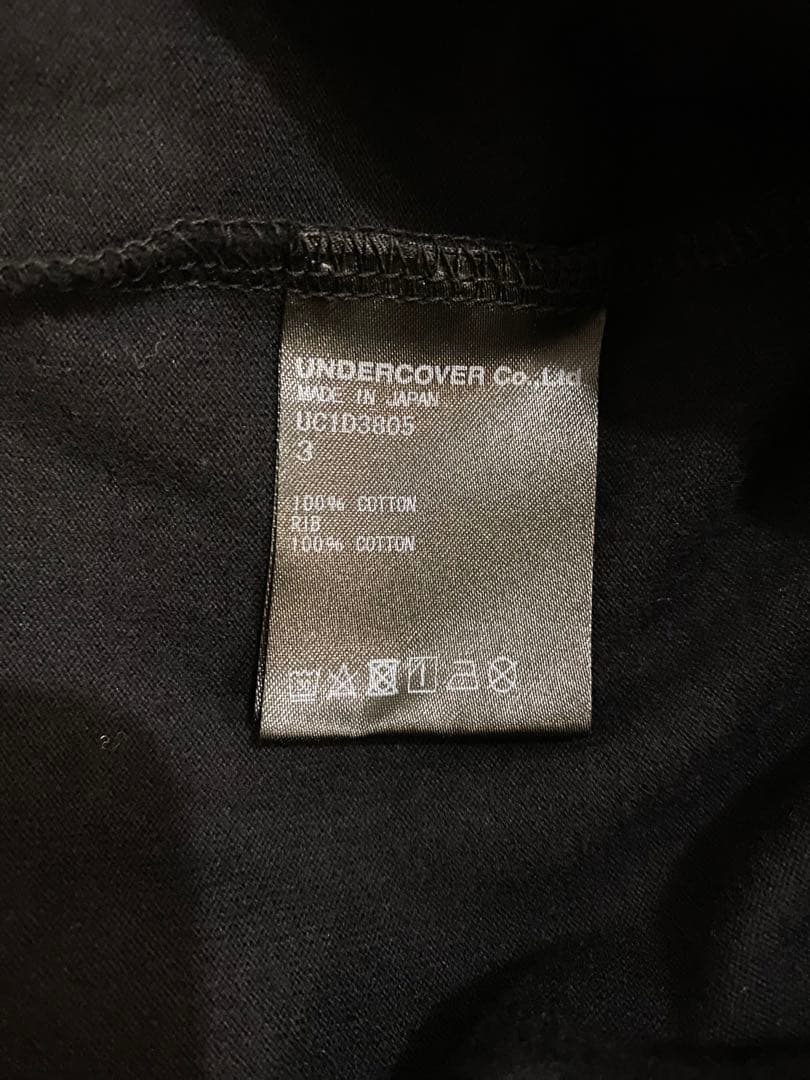 UNDERCOVER Co.,Ltd.
MADE IN JAPAN
UC1D3805
3
100% COTTON
RIB
100% COTTON